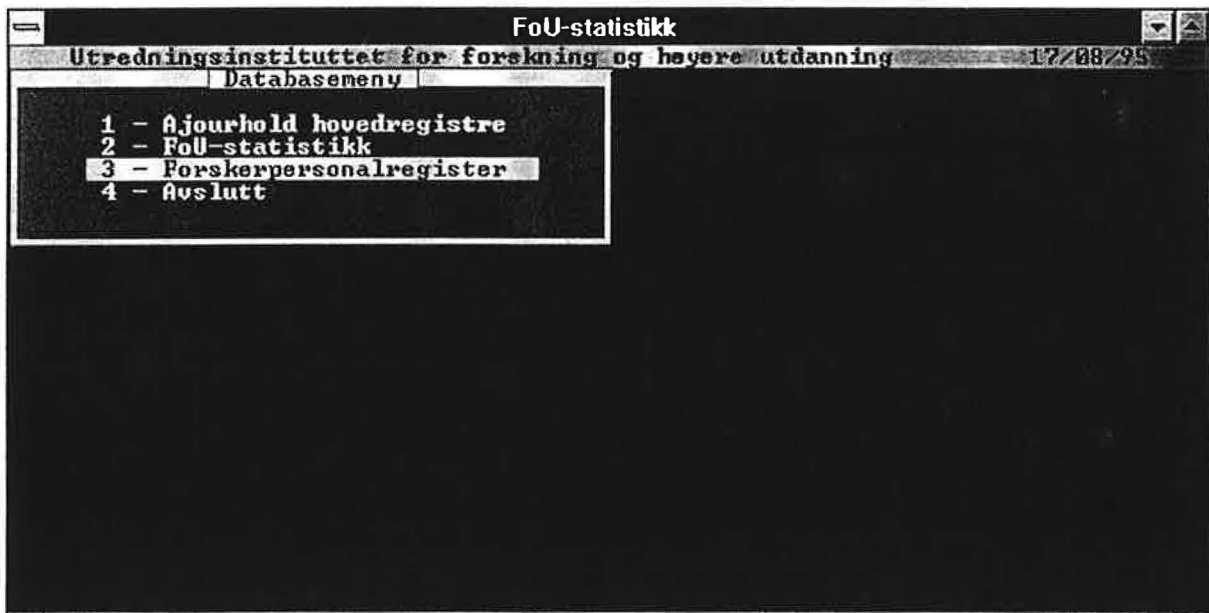 FoU-statistikk
Utredningsinstituttet for forskning og høyere utdanning 17/08/95
Databasemeny
1 - Ajourhold hovedregistre
2 - FoU-statistikk
3 - Forskerpersonalregister
4 - Avslutt